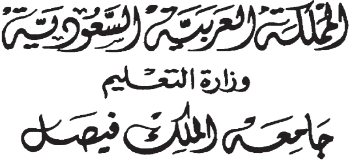 المملكة العربية السعودية
وزارة التعليم
جامعة الملك فيصل